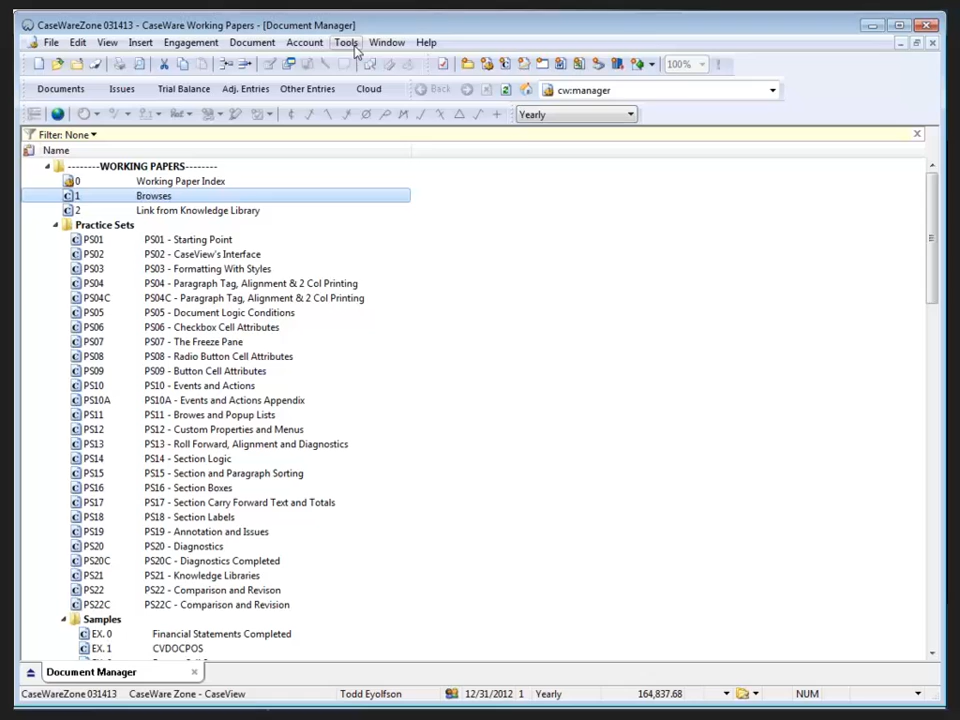 CaseWareZone 031413 - CaseWare Working Papers - [Document Manager]
File Edit View Insert Engagement Document Account Tools Window Help
100%
Documents Issues Trial Balance Adj. Entries Other Entries Cloud Back cw:manager
Yearly
Filter: None
Name
--------WORKING PAPERS--------
0 Working Paper Index
1 Browses
2 Link from Knowledge Library
Practice Sets
PS01 PS01 - Starting Point
PS02 PS02 - CaseView's Interface
PS03 PS03 - Formatting With Styles
PS04 PS04 - Paragraph Tag, Alignment & 2 Col Printing
PS04C PS04C - Paragraph Tag, Alignment & 2 Col Printing
PS05 PS05 - Document Logic Conditions
PS06 PS06 - Checkbox Cell Attributes
PS07 PS07 - The Freeze Pane
PS08 PS08 - Radio Button Cell Attributes
PS09 PS09 - Button Cell Attributes
PS10 PS10 - Events and Actions
PS10A PS10A - Events and Actions Appendix
PS11 PS11 - Browes and Popup Lists
PS12 PS12 - Custom Properties and Menus
PS13 PS13 - Roll Forward, Alignment and Diagnostics
PS14 PS14 - Section Logic
PS15 PS15 - Section and Paragraph Sorting
PS16 PS16 - Section Boxes
PS17 PS17 - Section Carry Forward Text and Totals
PS18 PS18 - Section Labels
PS19 PS19 - Annotation and Issues
PS20 PS20 - Diagnostics
PS20C PS20C - Diagnostics Completed
PS21 PS21 - Knowledge Libraries
PS22 PS22 - Comparison and Revison
PS22C PS22C - Comparison and Revision
Samples
EX. 0 Financial Statements Completed
EX. 1 CVDOCPOS
Document Manager
CaseWareZone 031413 CaseWare Zone - CaseView Todd Eyolfson 12/31/2012 1 Yearly 164,837.68 NUM